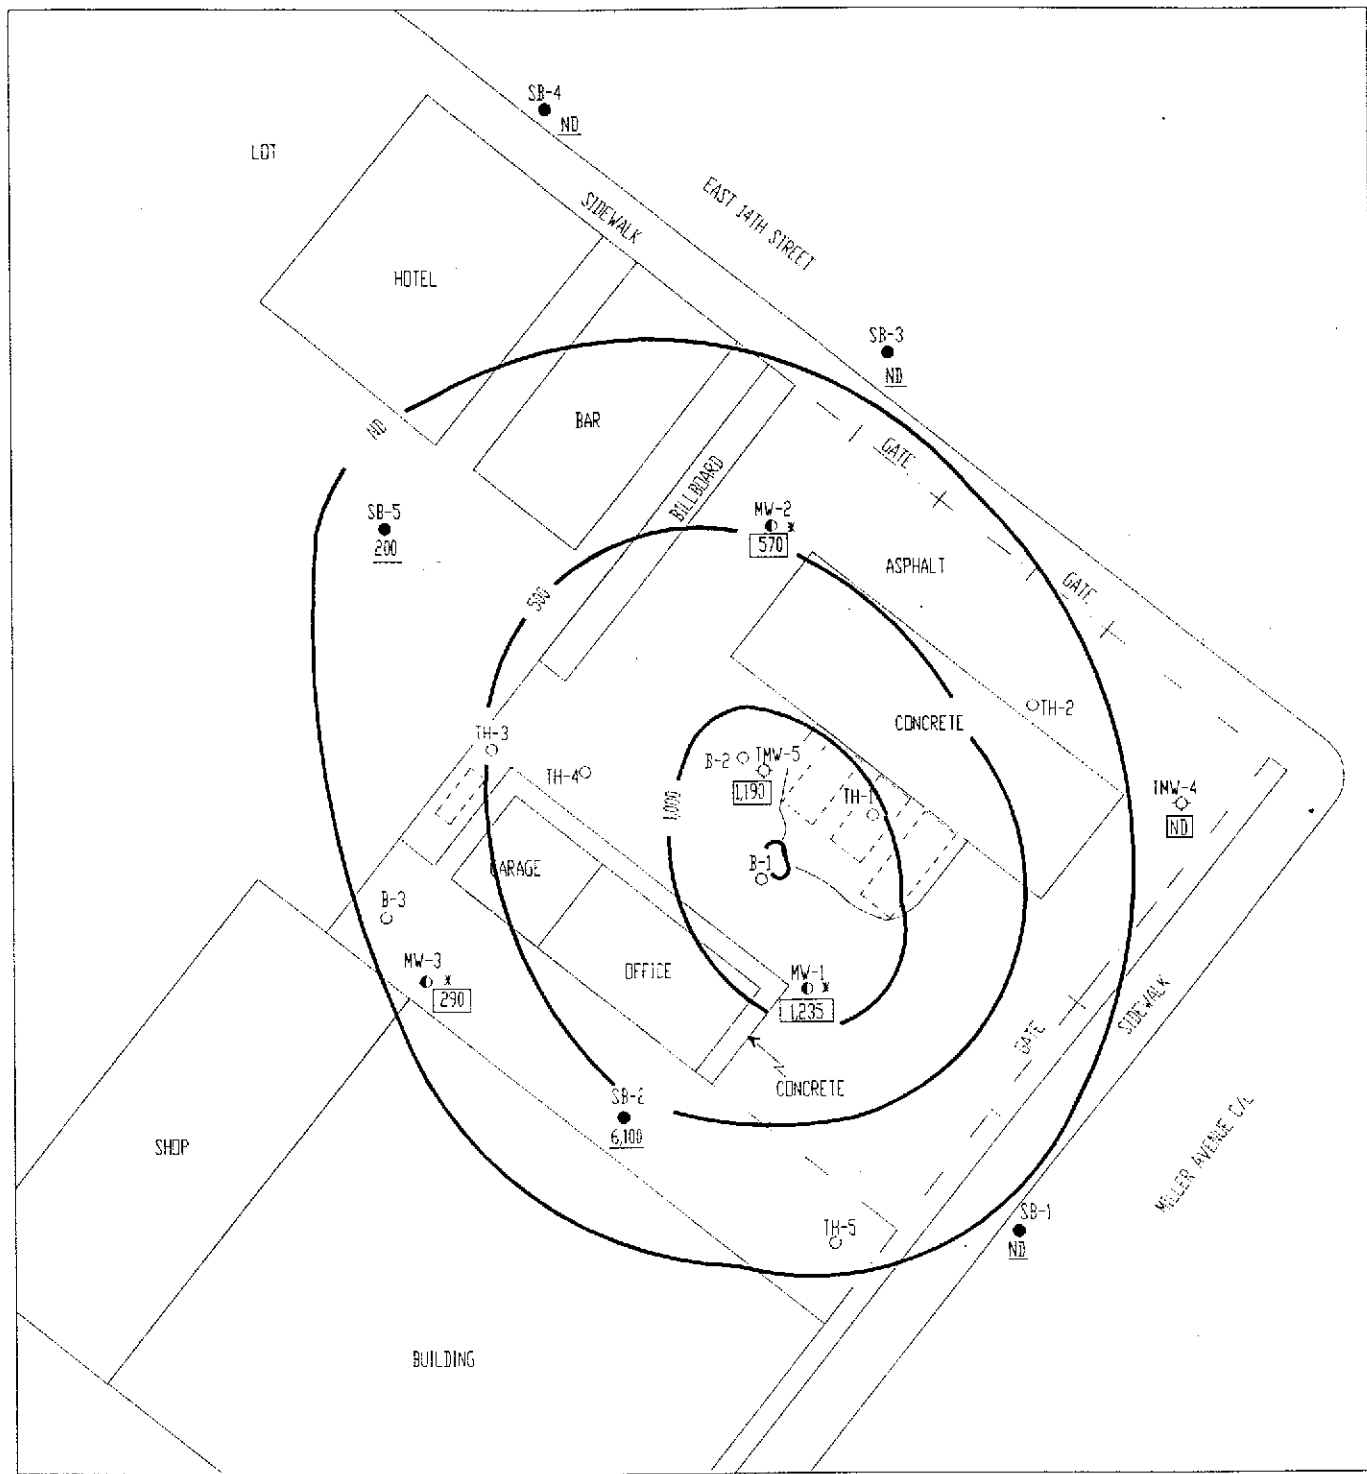 SB-4
ND
LOT
SIDEWALK
EAST 14TH STREET
HOTEL
SB-3
ND
BAR
ND
GATE
BILLBOARD
MW-2
*
570
SB-5
200
ASPHALT
GATE
500
TH-2
CONCRETE
TH-3
B-2
TMW-5
TH-4
1,190
1,000
TH-1
TMW-4
ND
B-1
GARAGE
B-3
MW-3
*
290
OFFICE
MW-1
*
1,235
SIDEWALK
GATE
CONCRETE
SB-2
6,100
SHOP
MILLER AVENUE
SB-1
ND
TH-5
BUILDING